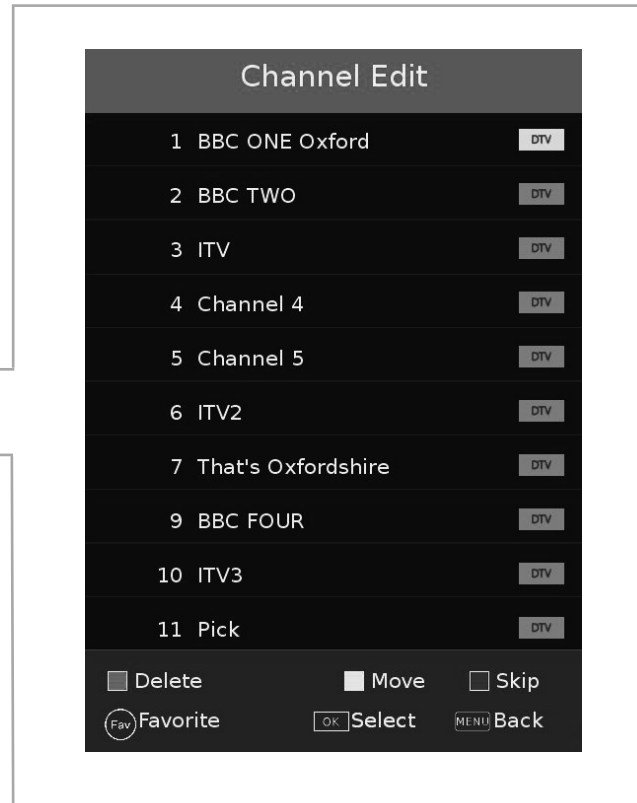 Channel Edit
1 BBC ONE Oxford DTV
2 BBC TWO DTV
3 ITV DTV
4 Channel 4 DTV
5 Channel 5 DTV
6 ITV2 DTV
7 That's Oxfordshire DTV
9 BBC FOUR DTV
10 ITV3 DTV
11 Pick DTV
Delete Move Skip
Fav Favorite OK Select MENU Back